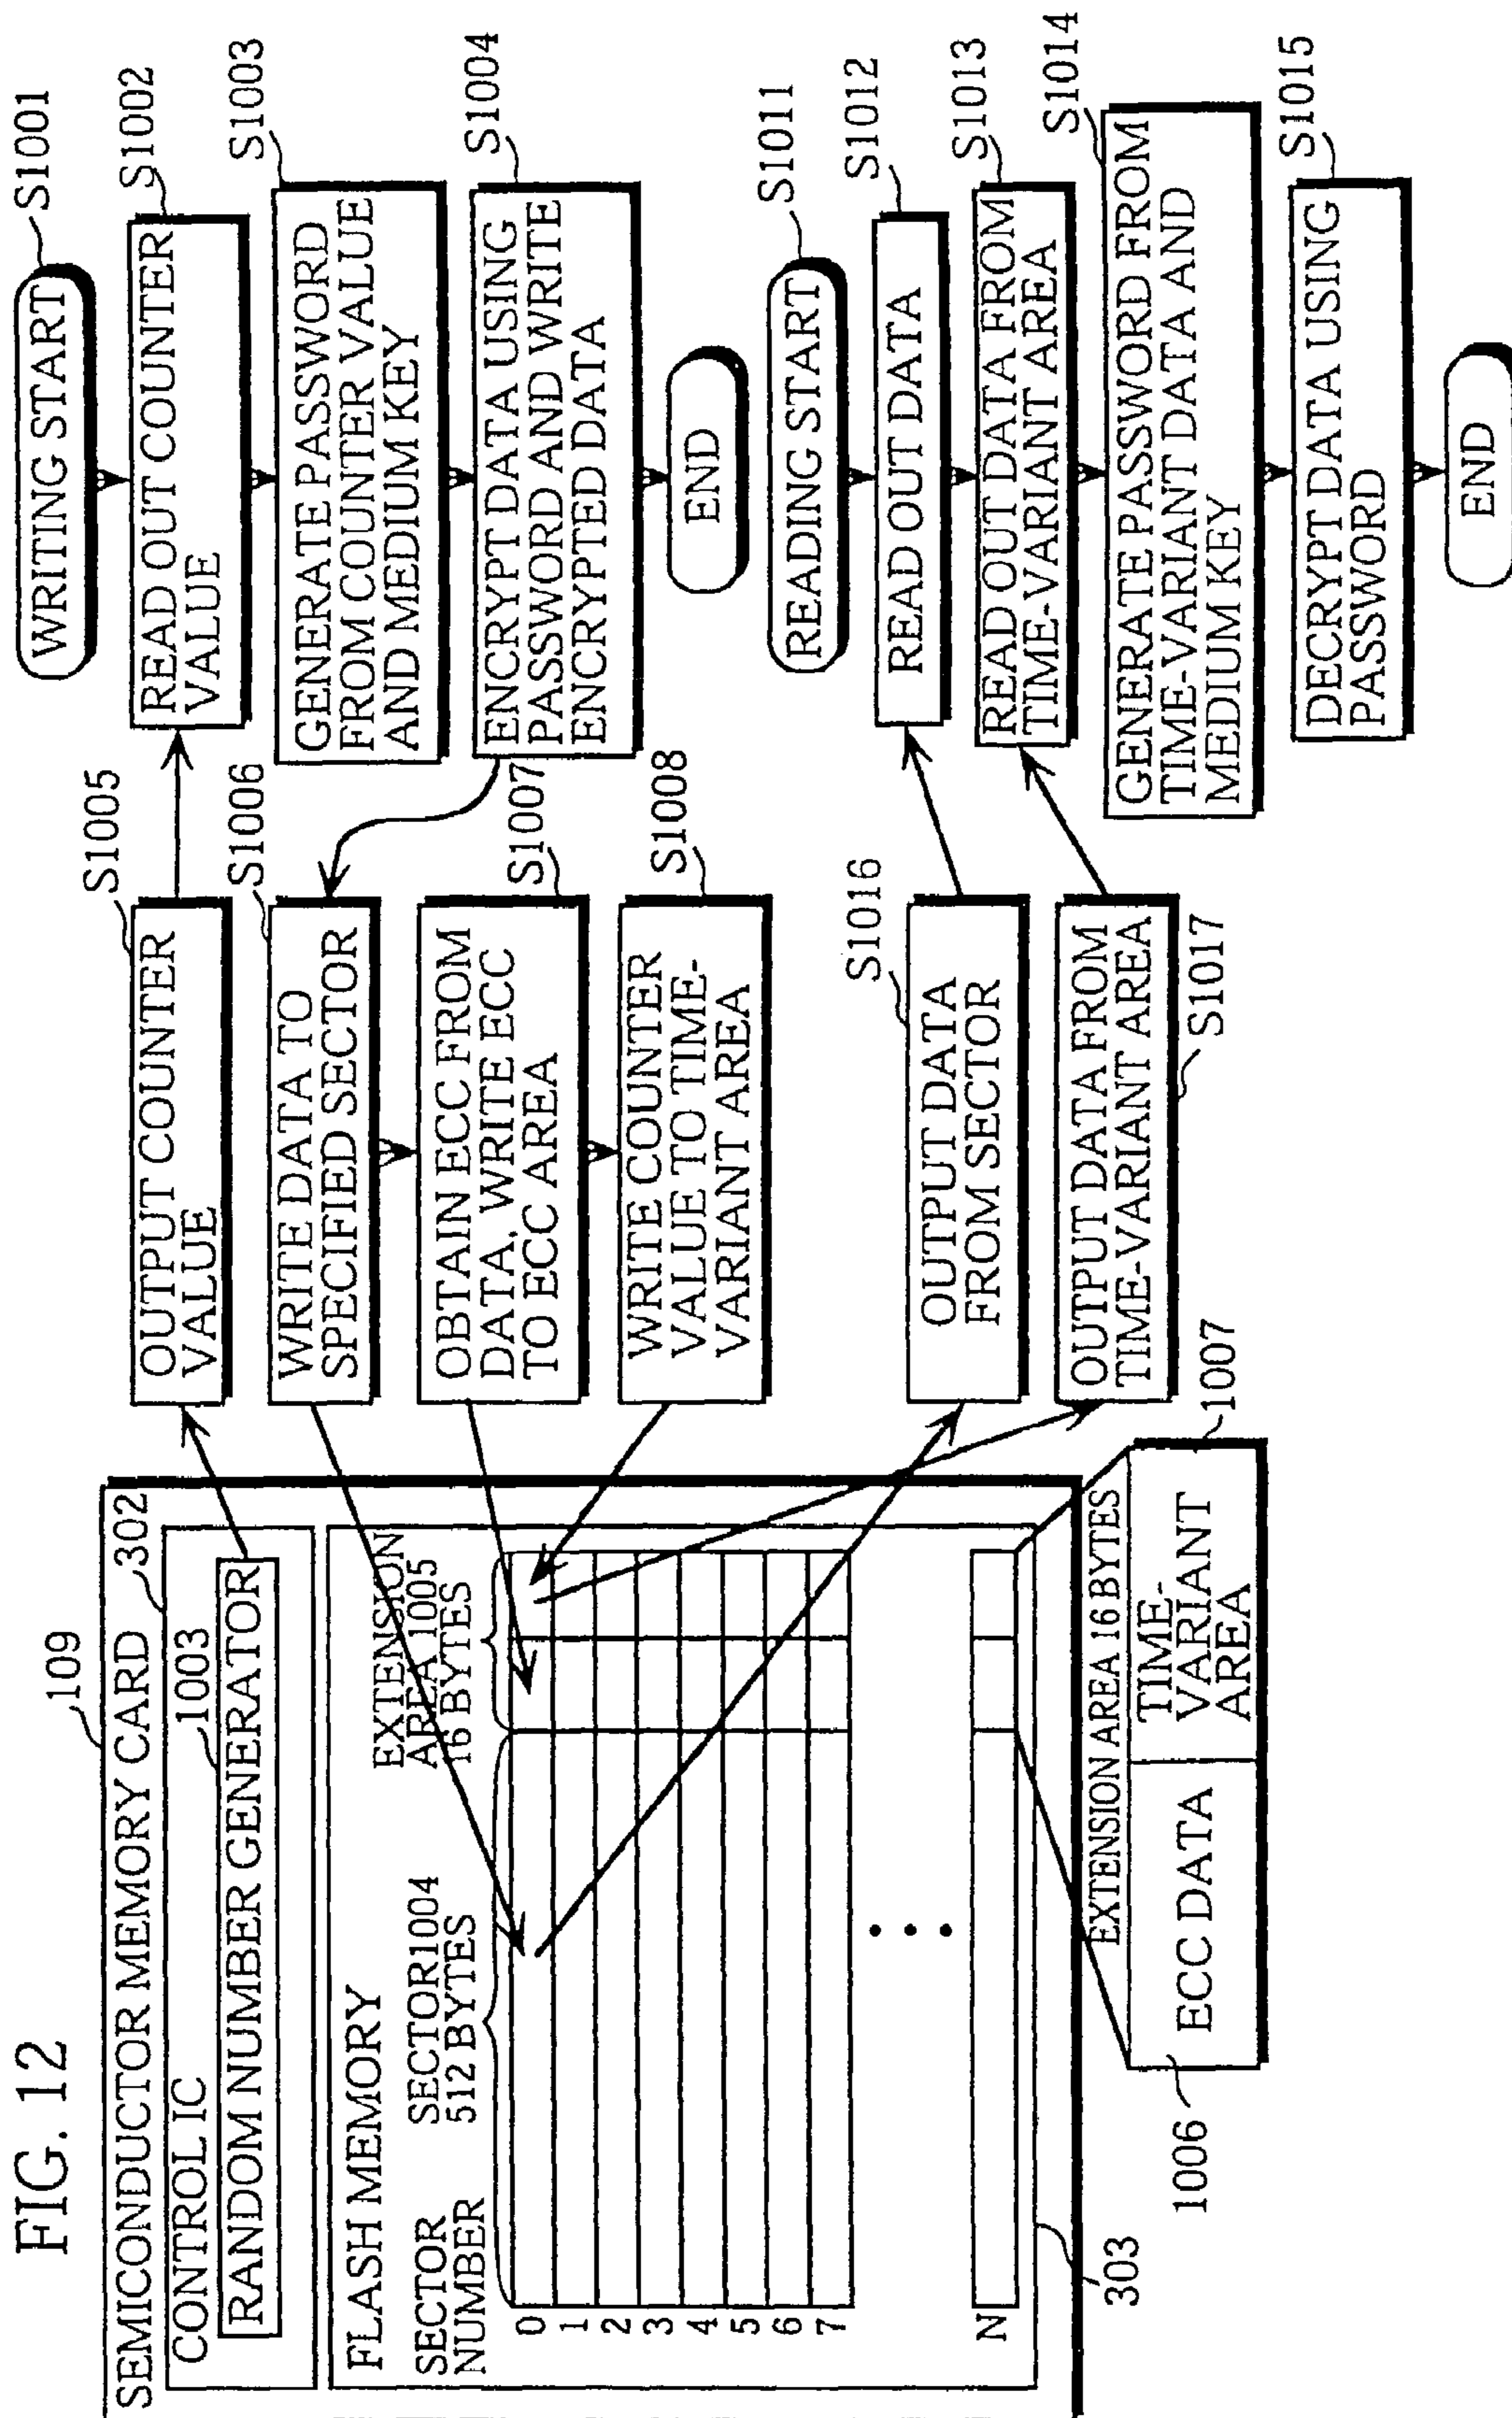 FIG. 12
109
SEMICONDUCTOR MEMORY CARD
302
CONTROL IC
1003
RANDOM NUMBER GENERATOR
FLASH MEMORY
SECTOR
NUMBER
SECTOR1004
512 BYTES
EXTENSION
AREA 1005
16 BYTES
0
1
2
3
4
5
6
7
N
303
EXTENSION AREA 16 BYTES
1006
ECC DATA
TIME-
VARIANT
AREA
1007
S1005
OUTPUT COUNTER
VALUE
S1006
WRITE DATA TO
SPECIFIED SECTOR
S1007
OBTAIN ECC FROM
DATA, WRITE ECC
TO ECC AREA
S1008
WRITE COUNTER
VALUE TO TIME-
VARIANT AREA
S1016
OUTPUT DATA
FROM SECTOR
OUTPUT DATA FROM
TIME-VARIANT AREA
S1017
WRITING START
S1001
S1002
READ OUT COUNTER
VALUE
S1003
GENERATE PASSWORD
FROM COUNTER VALUE
AND MEDIUM KEY
S1004
ENCRYPT DATA USING
PASSWORD AND WRITE
ENCRYPTED DATA
END
READING START
S1011
S1012
READ OUT DATA
S1013
READ OUT DATA FROM
TIME-VARIANT AREA
S1014
GENERATE PASSWORD FROM
TIME-VARIANT DATA AND
MEDIUM KEY
S1015
DECRYPT DATA USING
PASSWORD
END